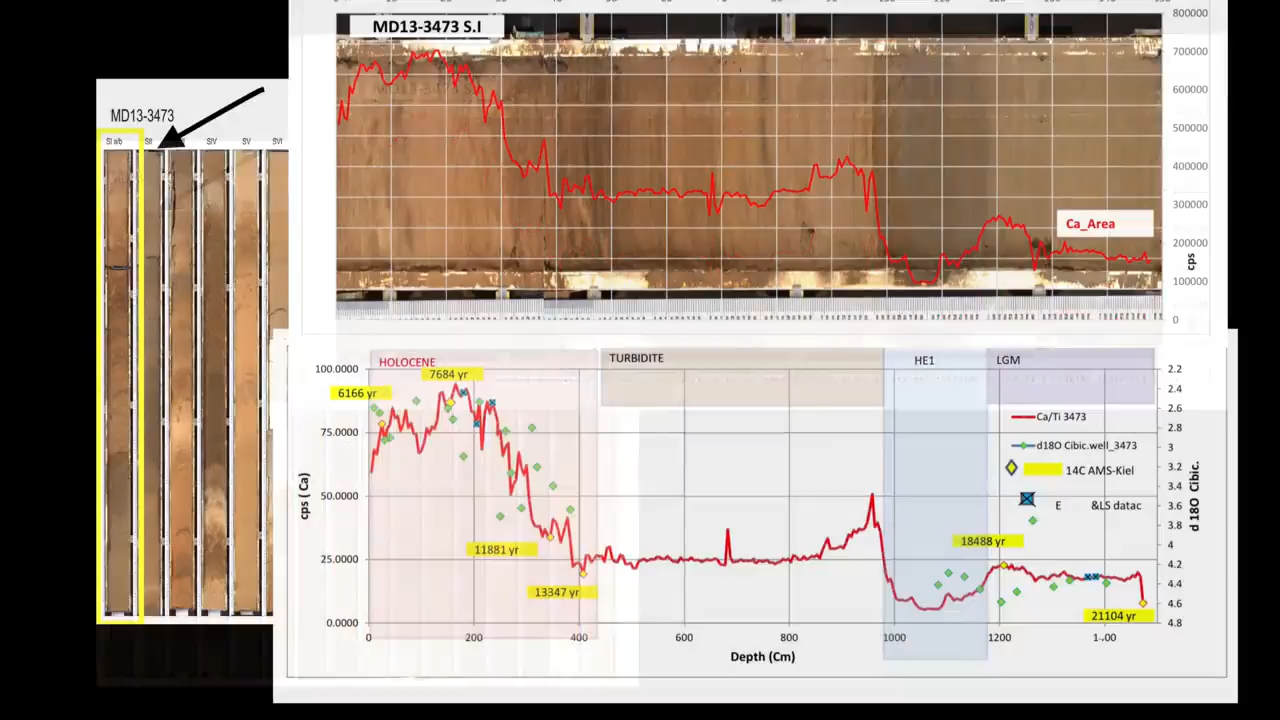 MD13-3473 S.I
800000
700000
600000
500000
400000
300000
200000
100000
0
cps
Ca_Area
MD13-3473
SI a/b
SII
SIV
SV
SVI
HOLOCENE
TURBIDITE
HE1
LGM
7684 yr
6166 yr
11881 yr
13347 yr
18488 yr
21104 yr
Ca/Ti 3473
d18O Cibic.well_3473
14C AMS-Kiel
E &LS datac
100.0000
75.0000
50.0000
25.0000
0.0000
cps ( Ca)
2.2
2.4
2.6
2.8
3
3.2
3.4
3.6
3.8
4
4.2
4.4
4.6
4.8
d 18O Cibic.
0 200 400 600 800 1000 1200
Depth (Cm)